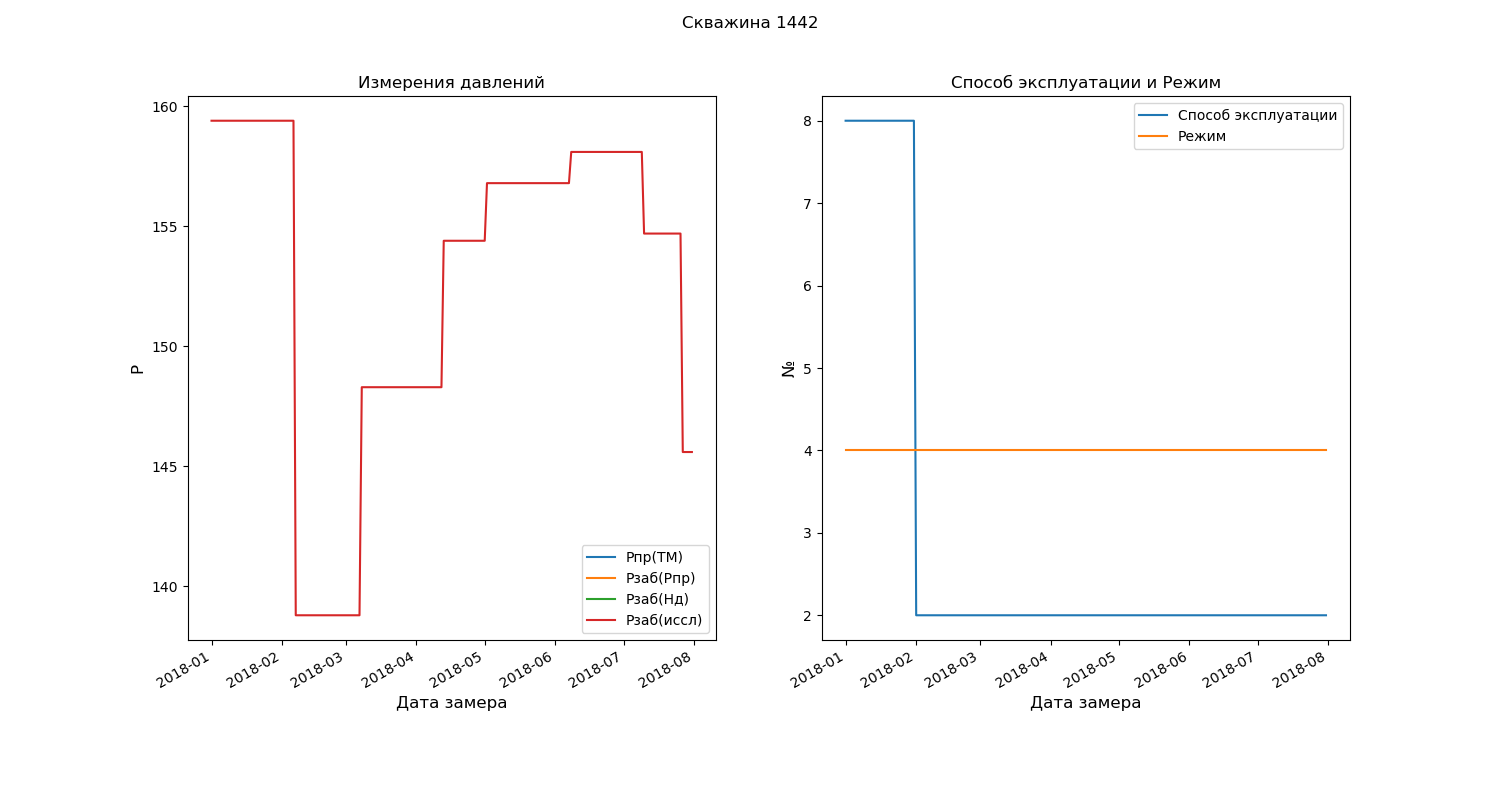 Скважина 1442
Измерения давлений
160
155
150
145
140
P
2018-01
2018-02
2018-03
2018-04
2018-05
2018-06
2018-07
2018-08
Дата замера
Рпр(ТМ)
Рзаб(Рпр)
Рзаб(Нд)
Рзаб(иссл)
Способ эксплуатации и Режим
8
7
6
5
4
3
2
№
2018-01
2018-02
2018-03
2018-04
2018-05
2018-06
2018-07
2018-08
Дата замера
Способ эксплуатации
Режим